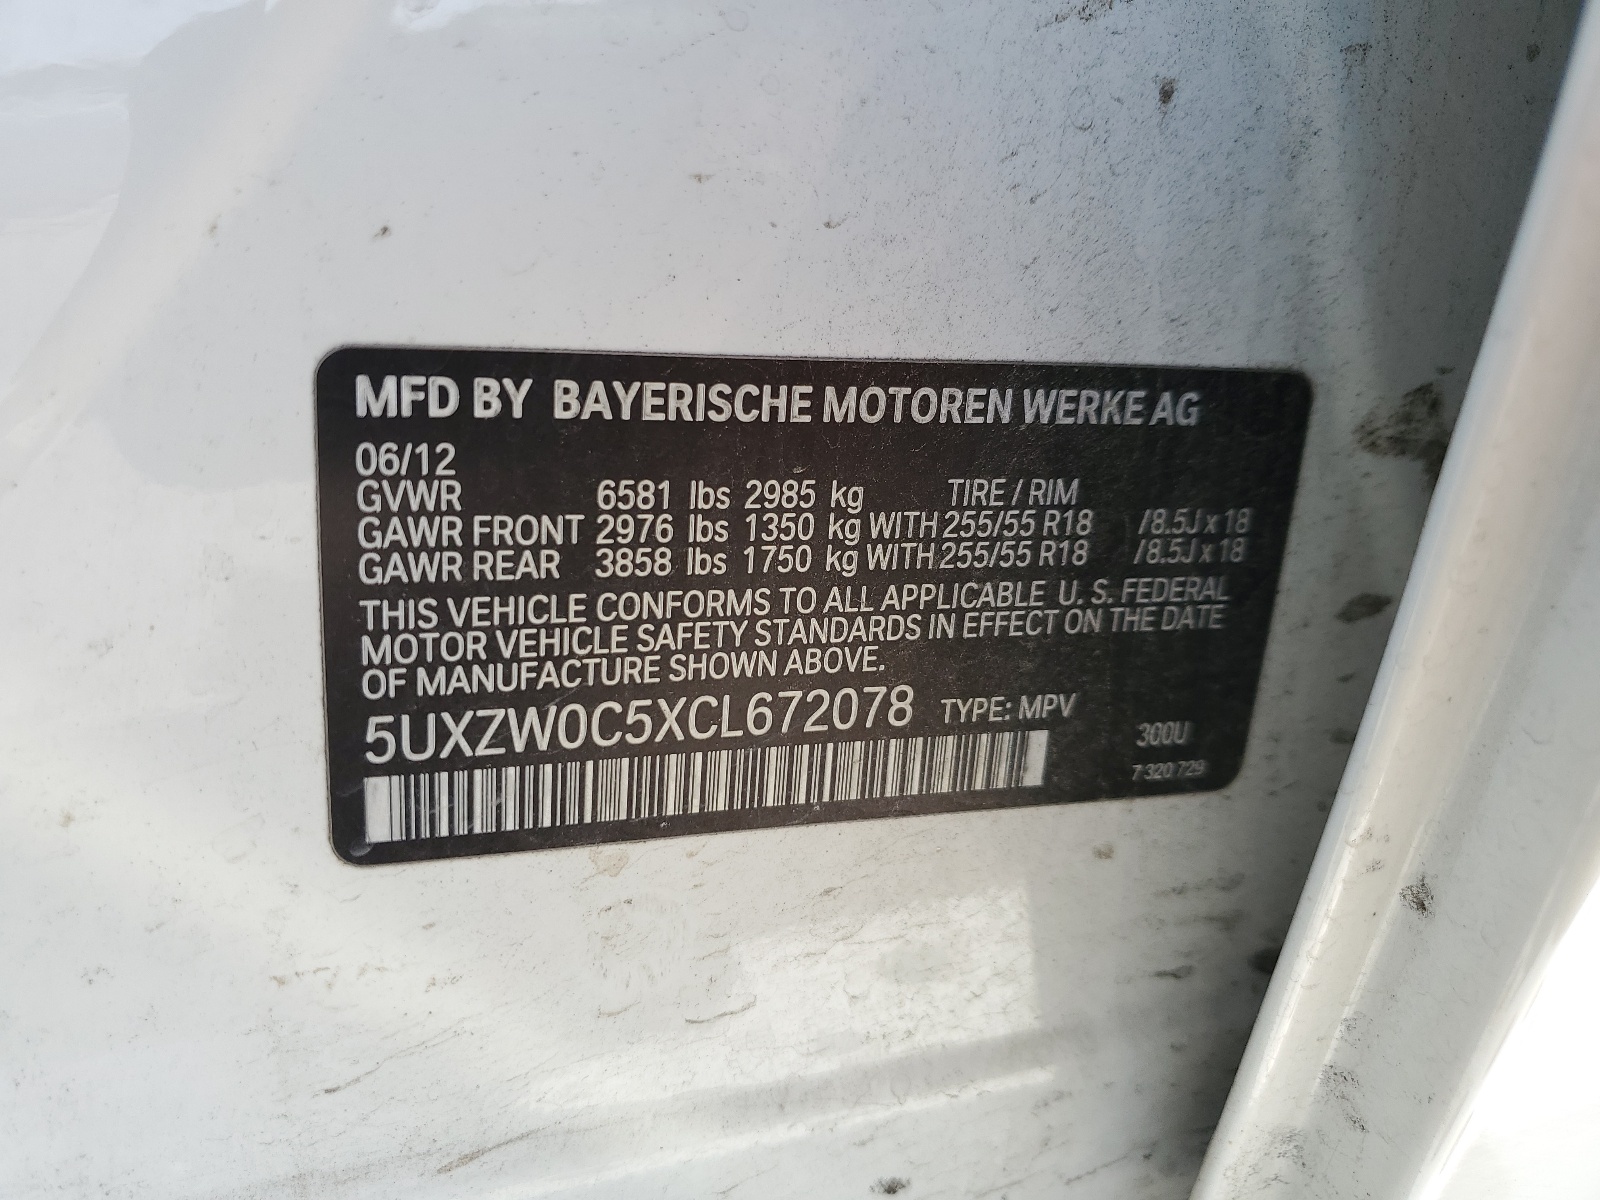 MFD BY BAYERISCHE MOTOREN WERKE AG
06/12
GVWR 6581 lbs 2985 kg TIRE / RIM
GAWR FRONT 2976 lbs 1350 kg WITH 255/55 R18 /8.5J x 18
GAWR REAR 3858 lbs 1750 kg WITH 255/55 R18 /8.5J x 18
THIS VEHICLE CONFORMS TO ALL APPLICABLE U. S. FEDERAL
MOTOR VEHICLE SAFETY STANDARDS IN EFFECT ON THE DATE
OF MANUFACTURE SHOWN ABOVE.
5UXZW0C5XCL672078 TYPE: MPV
300U
7 320 729